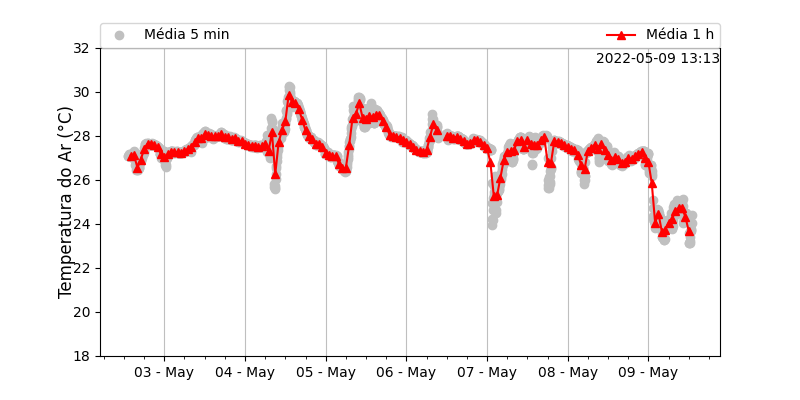 Média 5 min
Média 1 h
2022-05-09 13:13
Temperatura do Ar (°C)
32
30
28
26
24
22
20
18
03 - May
04 - May
05 - May
06 - May
07 - May
08 - May
09 - May